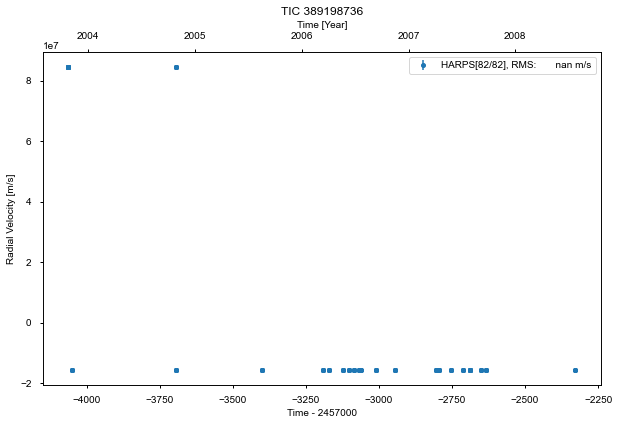 TIC 389198736
Time [Year]
2004 2005 2006 2007 2008
1e7
HARPS[82/82], RMS: nan m/s
8
6
4
2
0
−2
Radial Velocity [m/s]
−4000 −3750 −3500 −3250 −3000 −2750 −2500 −2250
Time - 2457000